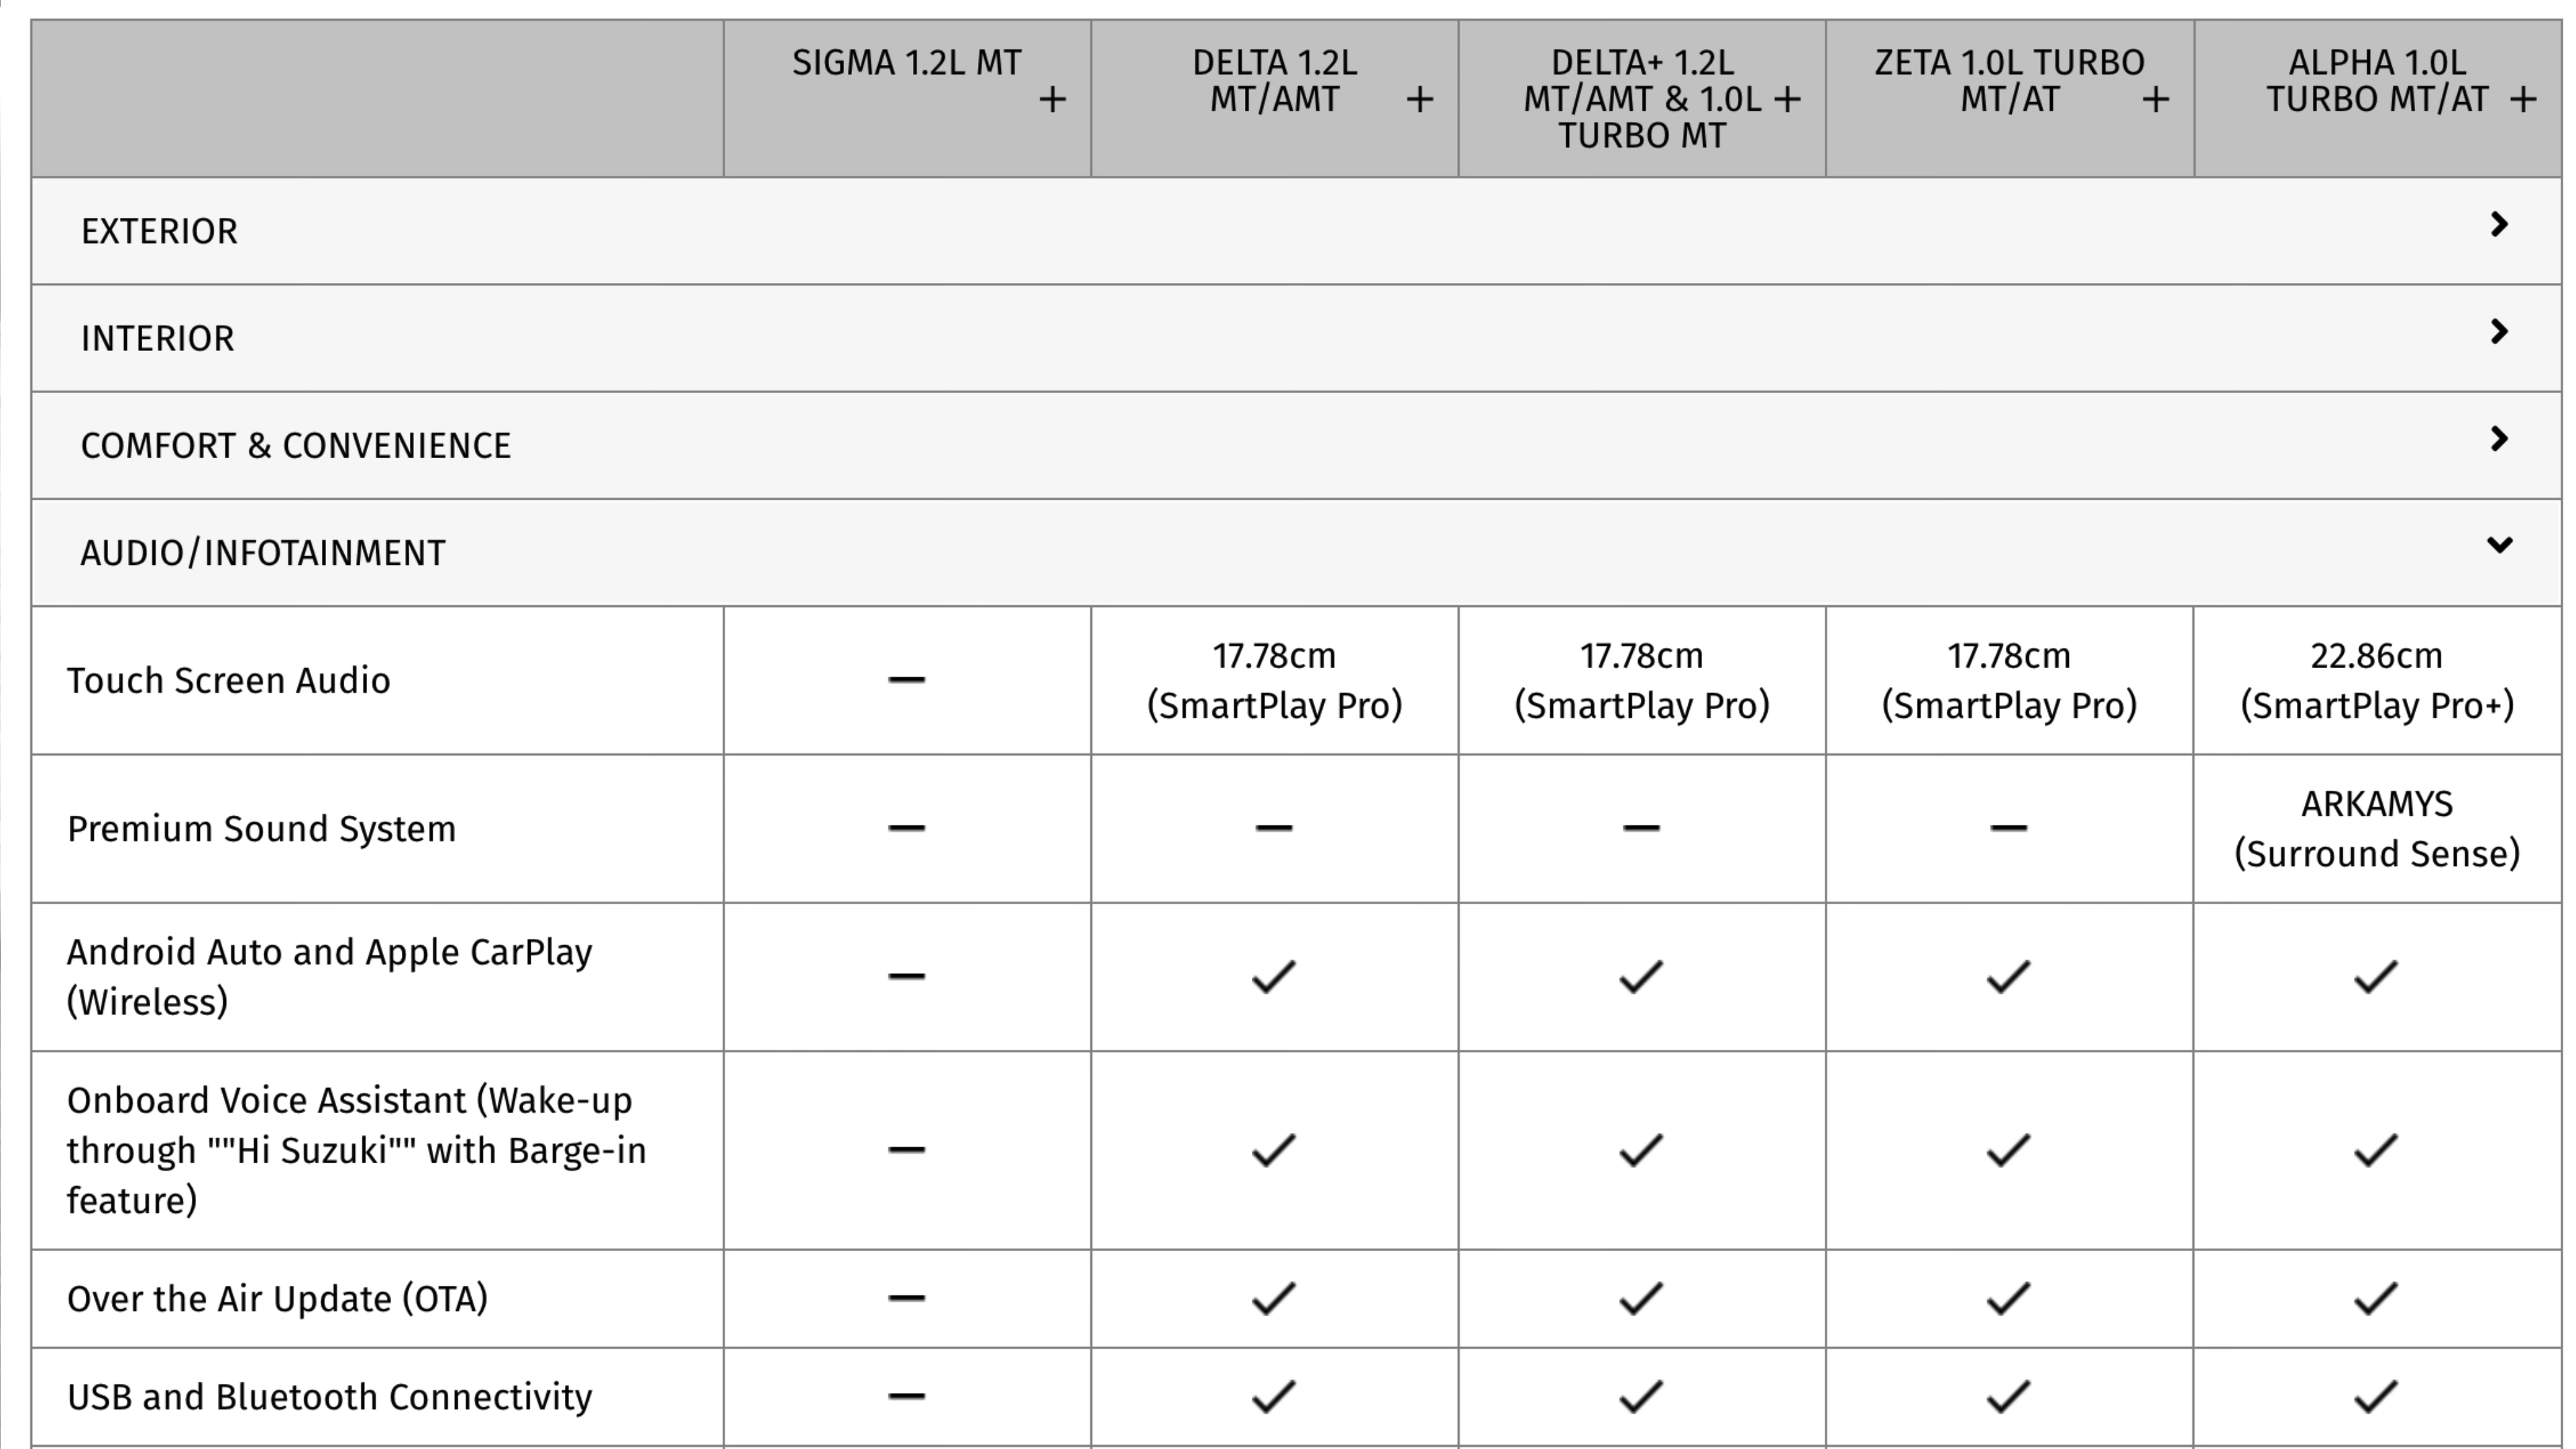 SIGMA 1.2L MT +
DELTA 1.2L
MT/AMT +
DELTA+ 1.2L
MT/AMT & 1.0L +
TURBO MT
ZETA 1.0L TURBO
MT/AT +
ALPHA 1.0L
TURBO MT/AT +
EXTERIOR
INTERIOR
COMFORT & CONVENIENCE
AUDIO/INFOTAINMENT
Touch Screen Audio
–
17.78cm
(SmartPlay Pro)
17.78cm
(SmartPlay Pro)
17.78cm
(SmartPlay Pro)
22.86cm
(SmartPlay Pro+)
Premium Sound System
–
–
–
–
ARKAMYS
(Surround Sense)
Android Auto and Apple CarPlay
(Wireless)
– ✓ ✓ ✓ ✓
Onboard Voice Assistant (Wake-up
through ""Hi Suzuki"" with Barge-in
feature)
– ✓ ✓ ✓ ✓
Over the Air Update (OTA) – ✓ ✓ ✓ ✓
USB and Bluetooth Connectivity – ✓ ✓ ✓ ✓